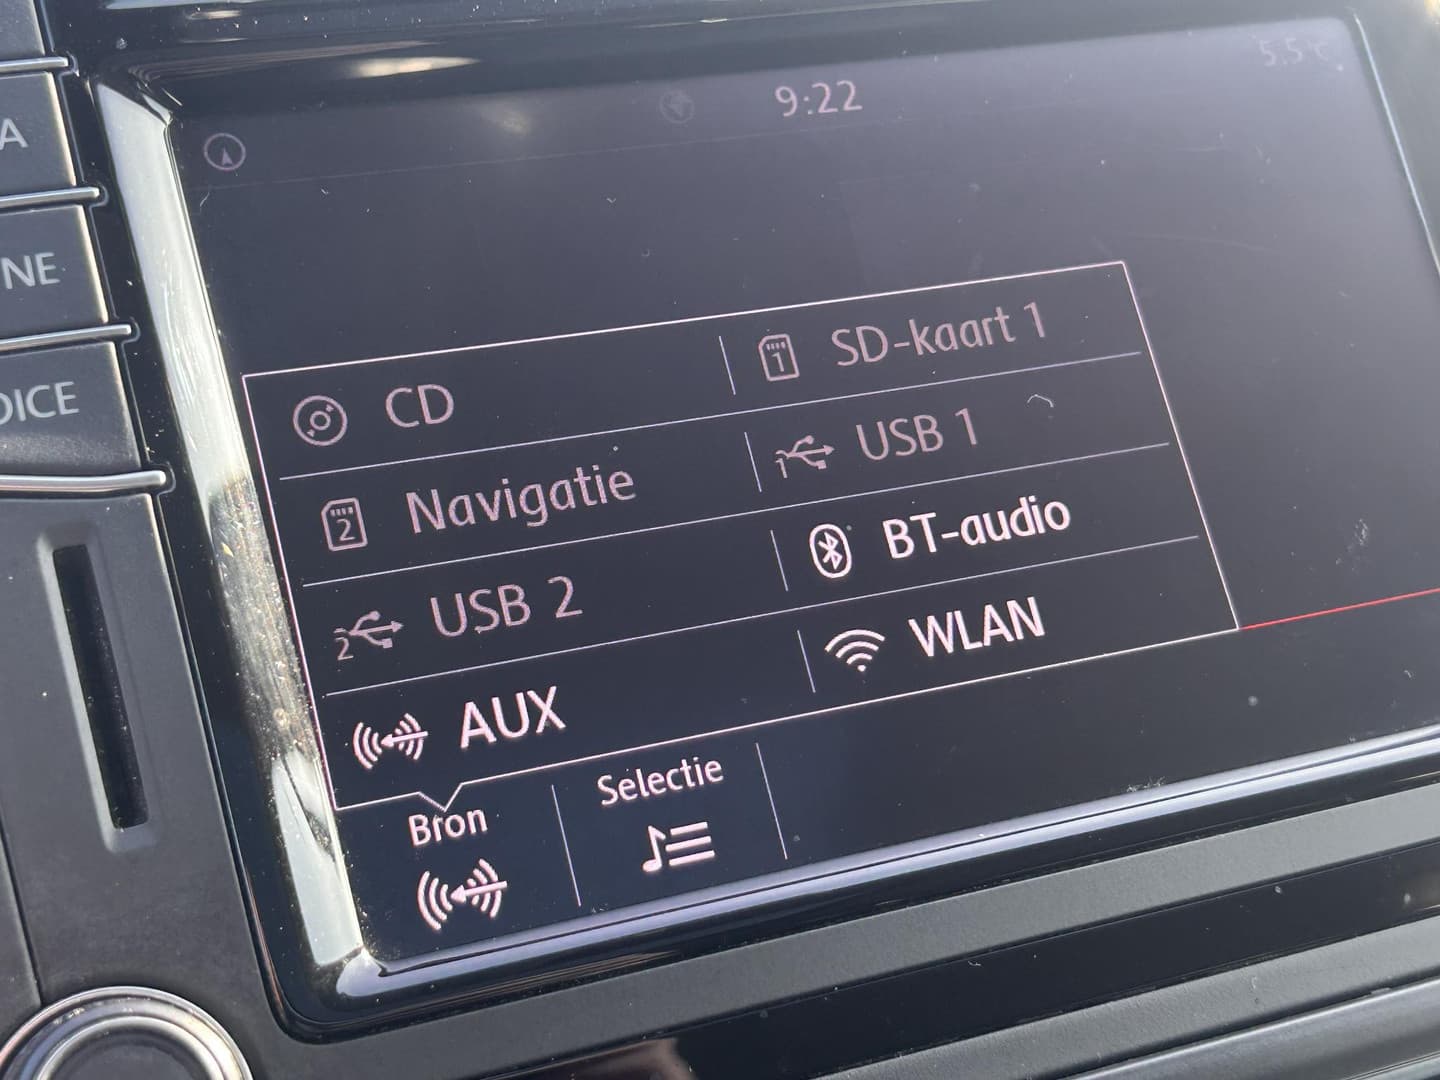 9:22
5.5°C
A
NE
OICE
CD
SD-kaart 1
Navigatie
USB 1
USB 2
BT-audio
AUX
WLAN
Bron
Selectie